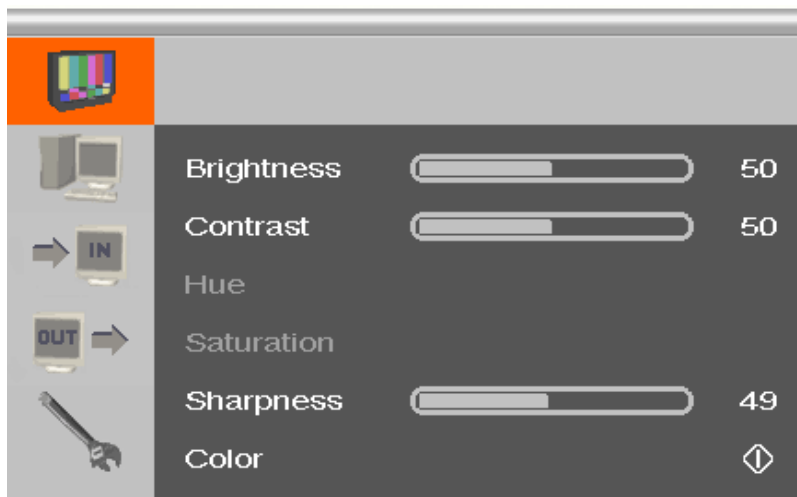 Brightness 50
Contrast 50
IN
Hue
OUT
Saturation
Sharpness 49
Color